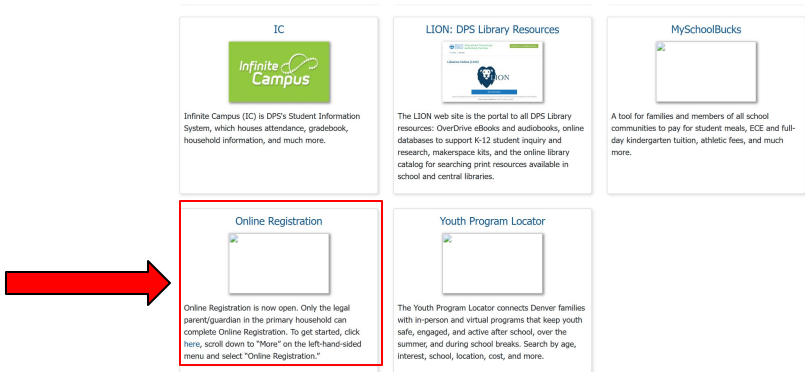 IC
Infinite
Campus
Infinite Campus (IC) is DPS's Student Information
System, which houses attendance, gradebook,
household information, and much more.
LION: DPS Library Resources
LION
The LION web site is the portal to all DPS Library
resources: OverDrive eBooks and audiobooks, online
databases to support K-12 student inquiry and
research, makerspace kits, and the online library
catalog for searching print resources available in
school and central libraries.
MySchoolBucks
A tool for families and members of all school
communities to pay for student meals, ECE and full-
day kindergarten tuition, athletic fees, and much
more.
Online Registration
Online Registration is now open. Only the legal
parent/guardian in the primary household can
complete Online Registration. To get started, click
here, scroll down to "More" on the left-hand-sided
menu and select "Online Registration."
Youth Program Locator
The Youth Program Locator connects Denver families
with in-person and virtual programs that keep youth
safe, engaged, and active after school, over the
summer, and during school breaks. Search by age,
interest, school, location, cost, and more.